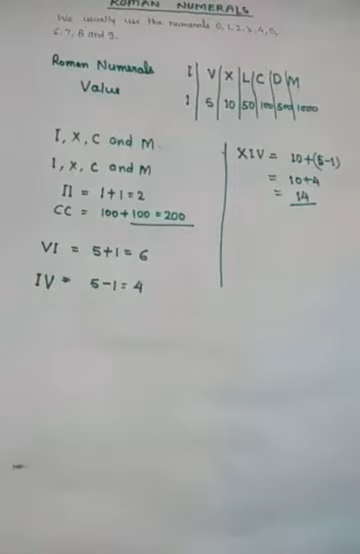 ROMAN NUMERALS
We usually use the numerals 0, 1, 2, 3, 4, 5,
6, 7, 8 and 9.
Roman Numerals I | V | X | L | C | D | M
Value 1 | 5 | 10 | 50 | 100 | 500 | 1000
I, X, C and M
I, X, C and M
II = 1+1=2
CC = 100+100=200
VI = 5+1=6
IV = 5-1=4
XIV = 10+(5-1)
= 10+4
= 14